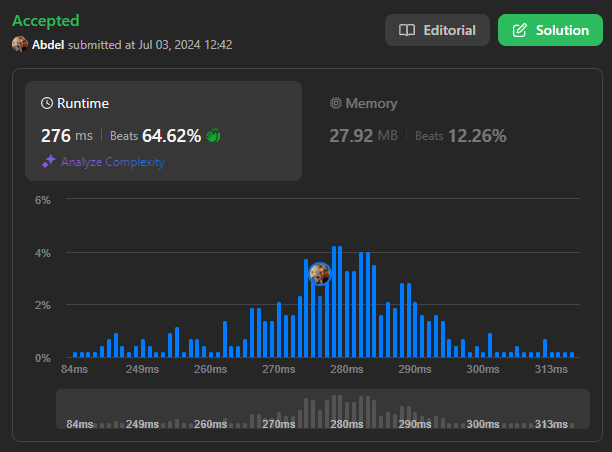 Accepted
Abdel submitted at Jul 03, 2024 12:42
Editorial
Solution
Runtime
276 ms Beats 64.62%
Analyze Complexity
Memory
27.92 MB Beats 12.26%
6%
4%
2%
0%
84ms 249ms 260ms 270ms 280ms 290ms 300ms 313ms
84ms 249ms 260ms 270ms 280ms 290ms 300ms 313ms